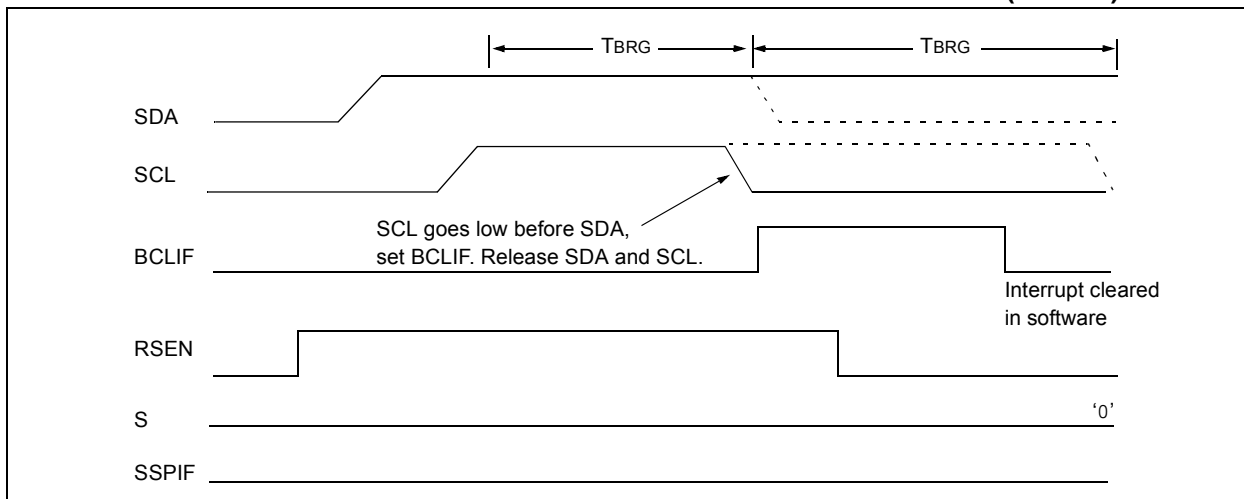 TBRG TBRG
SDA
SCL
SCL goes low before SDA,
set BCLIF. Release SDA and SCL.
BCLIF
Interrupt cleared
in software
RSEN
S
‘0’
SSPIF